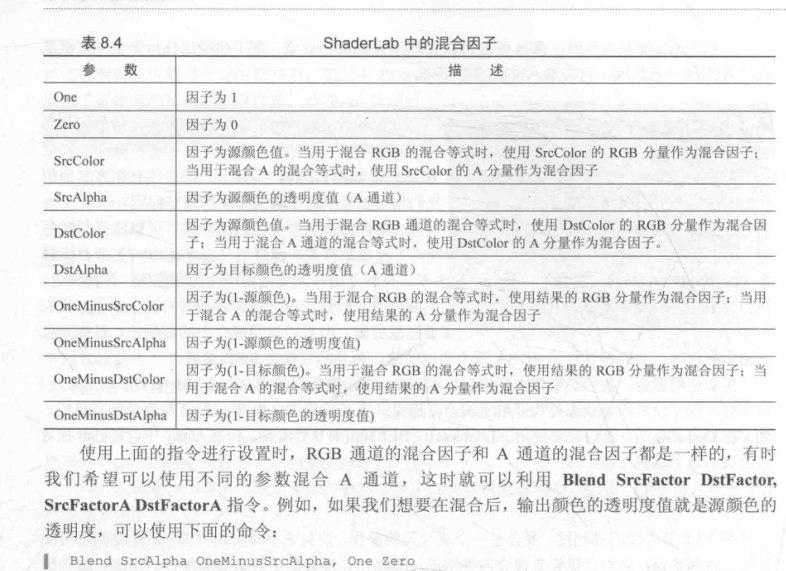 表 8.4 ShaderLab 中的混合因子
参 数 描 述
One 因子为 1
Zero 因子为 0
SrcColor 因子为源颜色值。当用于混合 RGB 的混合等式时，使用 SrcColor 的 RGB 分量作为混合因子；
当用于混合 A 的混合等式时，使用 SrcColor 的 A 分量作为混合因子
SrcAlpha 因子为源颜色的透明度值（A 通道）
DstColor 因子为源颜色值。当用于混合 RGB 通道的混合等式时，使用 DstColor 的 RGB 分量作为混合因
子；当用于混合 A 通道的混合等式时，使用 DstColor 的 A 分量作为混合因子。
DstAlpha 因子为目标颜色的透明度值（A 通道）
OneMinusSrcColor 因子为(1-源颜色)。当用于混合 RGB 的混合等式时，使用结果的 RGB 分量作为混合因子；当用
于混合 A 的混合等式时，使用结果的 A 分量作为混合因子
OneMinusSrcAlpha 因子为(1-源颜色的透明度值)
OneMinusDstColor 因子为(1-目标颜色)。当用于混合 RGB 的混合等式时，使用结果的 RGB 分量作为混合因子；当
用于混合 A 的混合等式时，使用结果的 A 分量作为混合因子
OneMinusDstAlpha 因子为(1-目标颜色的透明度值)
使用上面的指令进行设置时，RGB 通道的混合因子和 A 通道的混合因子都是一样的，有时
我们希望可以使用不同的参数混合 A 通道，这时就可以利用 Blend SrcFactor DstFactor,
SrcFactorA DstFactorA 指令。例如，如果我们想要在混合后，输出颜色的透明度值就是源颜色的
透明度，可以使用下面的命令：
Blend SrcAlpha OneMinusSrcAlpha, One Zero